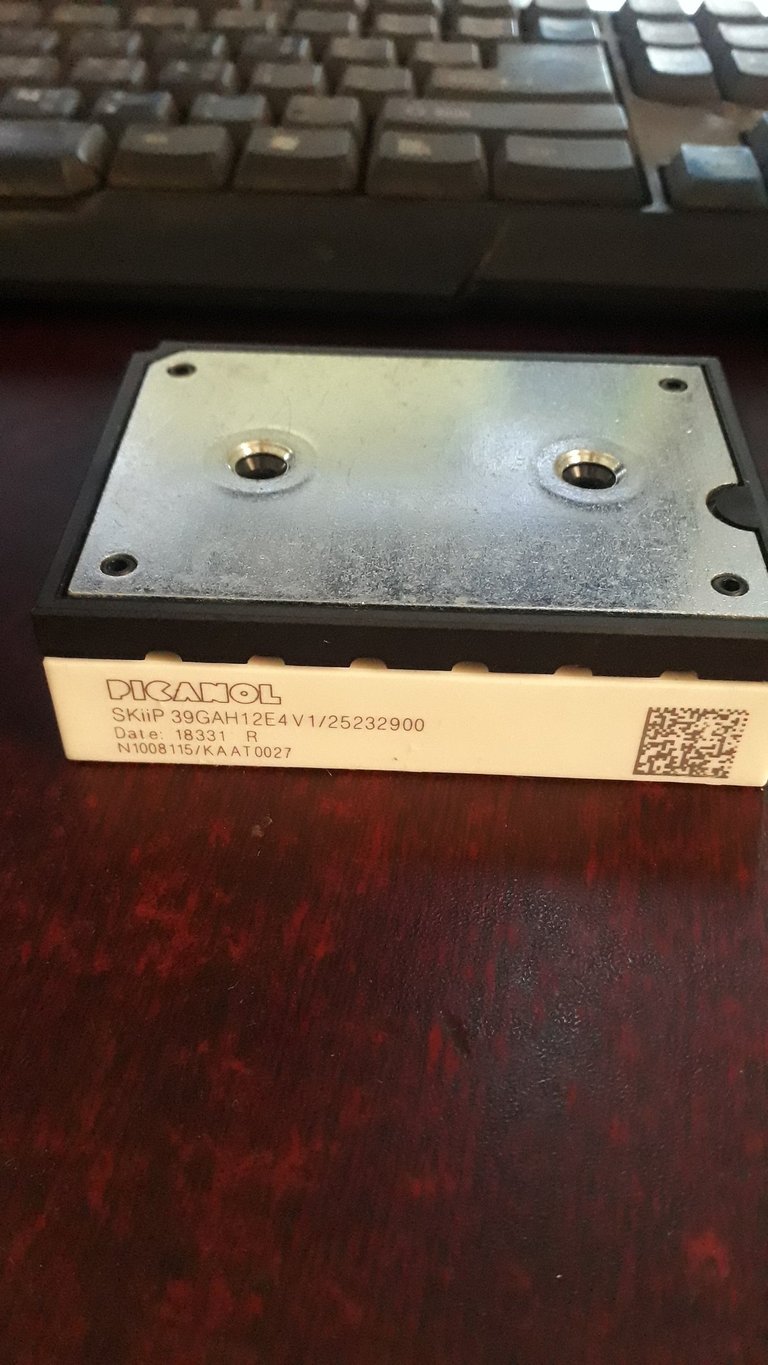 PICANOL
SKiiP 39GAH12E4V1/25232900
Date: 18331 R
N1008115/KAAT0027